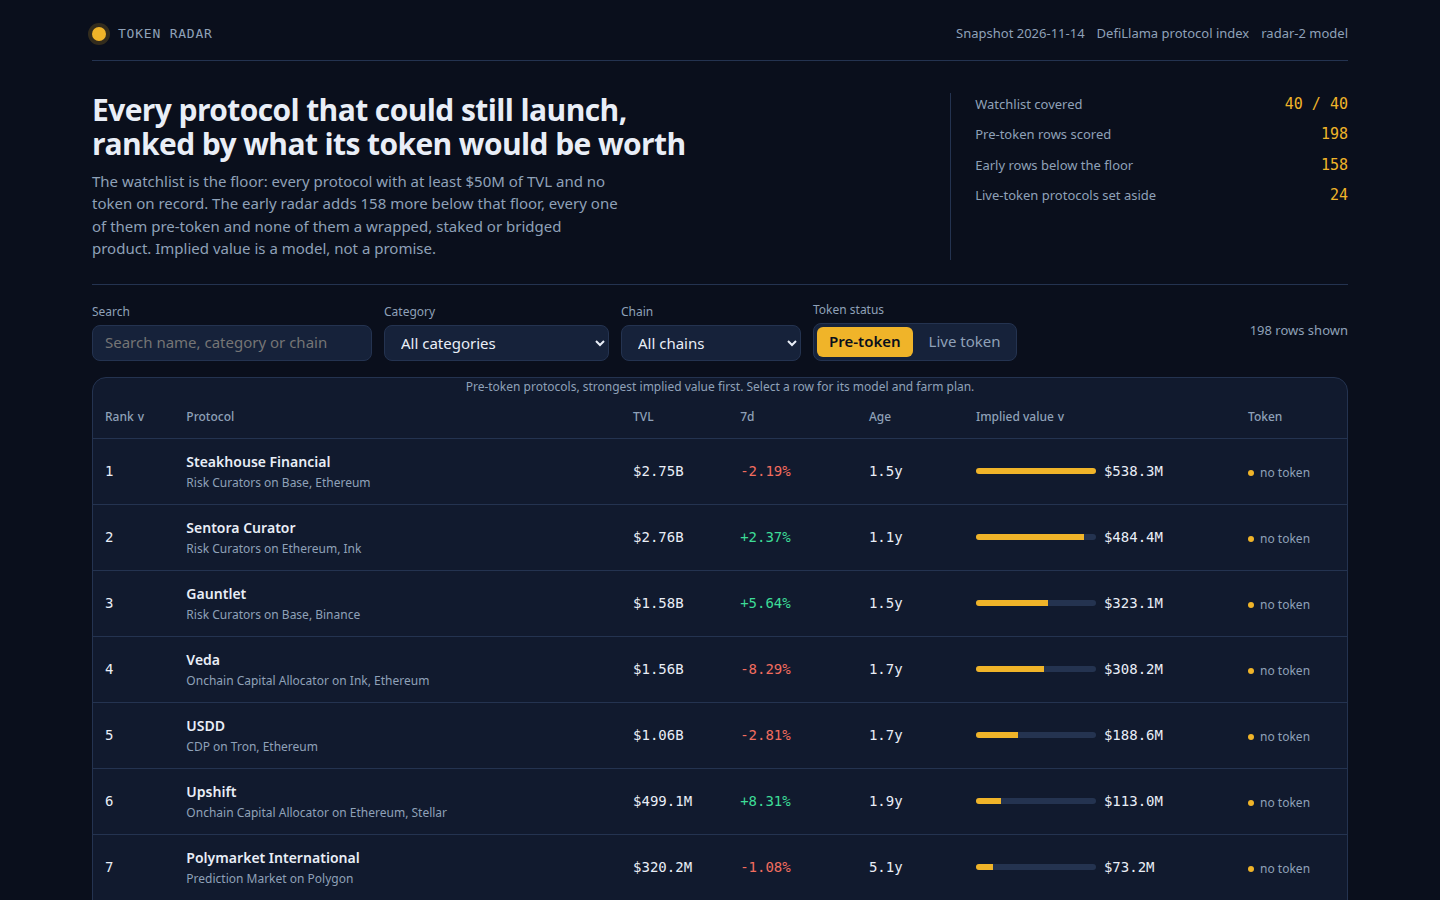 TOKEN RADAR
Snapshot 2026-11-14 DefiLlama protocol index radar-2 model
Every protocol that could still launch,
ranked by what its token would be worth
The watchlist is the floor: every protocol with at least $50M of TVL and no
token on record. The early radar adds 158 more below that floor, every one
of them pre-token and none of them a wrapped, staked or bridged
product. Implied value is a model, not a promise.
Watchlist covered 40 / 40
Pre-token rows scored 198
Early rows below the floor 158
Live-token protocols set aside 24
Search Category Chain Token status
Search name, category or chain All categories All chains Pre-token Live token 198 rows shown
Pre-token protocols, strongest implied value first. Select a row for its model and farm plan.
Rank v Protocol TVL 7d Age Implied value v Token
1 Steakhouse Financial $2.75B -2.19% 1.5y $538.3M no token
Risk Curators on Base, Ethereum
2 Sentora Curator $2.76B +2.37% 1.1y $484.4M no token
Risk Curators on Ethereum, Ink
3 Gauntlet $1.58B +5.64% 1.5y $323.1M no token
Risk Curators on Base, Binance
4 Veda $1.56B -8.29% 1.7y $308.2M no token
Onchain Capital Allocator on Ink, Ethereum
5 USDD $1.06B -2.81% 1.7y $188.6M no token
CDP on Tron, Ethereum
6 Upshift $499.1M +8.31% 1.9y $113.0M no token
Onchain Capital Allocator on Ethereum, Stellar
7 Polymarket International $320.2M -1.08% 5.1y $73.2M no token
Prediction Market on Polygon